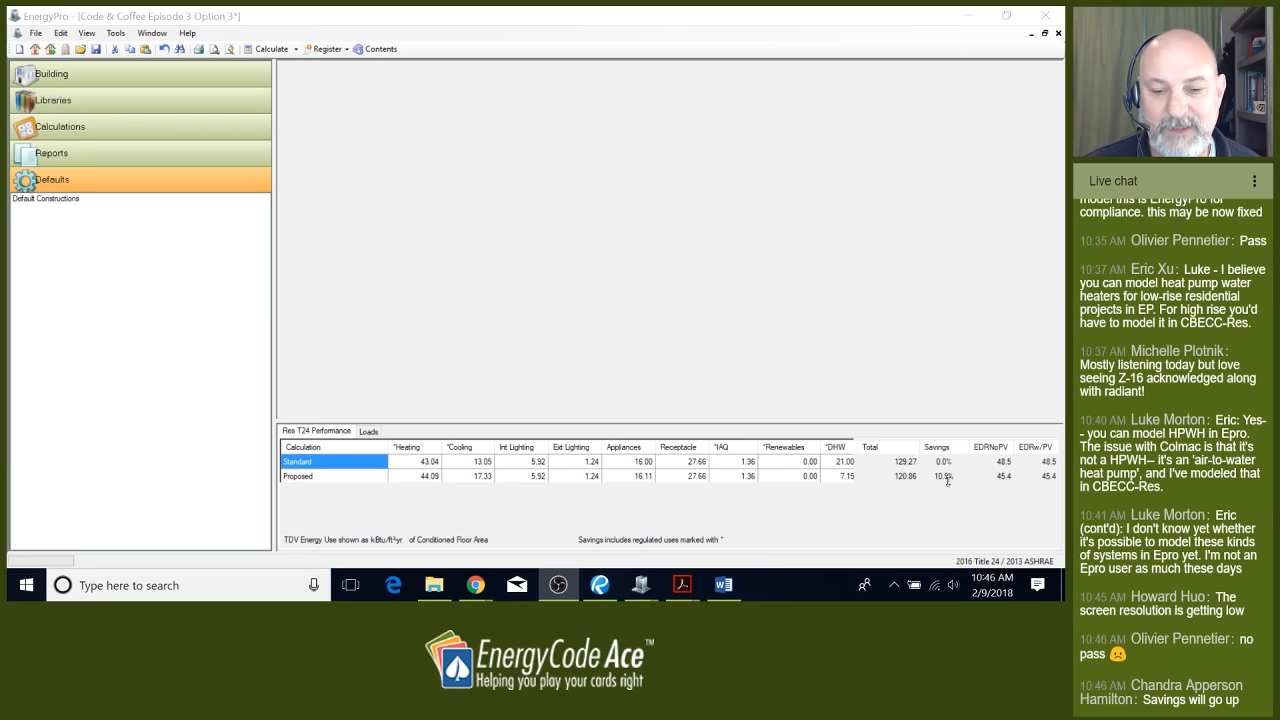 EnergyPro - [Code & Coffee Episode 3 Option 3*]
File Edit View Tools Window Help
Calculate Register Contents
Building
Libraries
Calculations
Reports
Defaults
Default Constructions
Res T24 Performance Loads
Calculation *Heating *Cooling Int Lighting Ext Lighting Appliances Receptacle *IAQ *Renewables *DHW Total Savings EDRNoPV EDRw/PV
Standard 43.04 13.05 5.92 1.24 16.00 27.66 1.36 0.00 21.00 129.27 0.0% 48.5 48.5
Proposed 44.09 17.33 5.92 1.24 16.11 27.66 1.36 0.00 7.15 120.86 45.4 45.4
TDV Energy Use shown as kBtu/ft²-yr of Conditioned Floor Area Savings includes regulated uses marked with *
2016 Title 24 / 2013 ASHRAE
Type here to search
10:46 AM
2/9/2018
EnergyCode Ace™
Helping you play your cards right
Live chat
model this is EnergyPro for
compliance. this may be now fixed
10:35 AM Olivier Pennetier: Pass
10:37 AM Eric Xu: Luke - I believe
you can model heat pump water
heaters for low-rise residential
projects in EP. For high rise you'd
have to model it in CBECC-Res.
10:37 AM Michelle Plotnik:
Mostly listening today but love
seeing Z-16 acknowledged along
with radiant!
10:40 AM Luke Morton: Eric: Yes-
- you can model HPWH in Epro.
The issue with Colmac is that it's
not a HPWH-- it's an 'air-to-water
heat pump', and I've modeled that
in CBECC-Res.
10:41 AM Luke Morton: Eric
(cont'd): I don't know yet whether
it's possible to model these kinds
of systems in Epro yet. I'm not an
Epro user as much these days
10:45 AM Howard Huo: The
screen resolution is getting low
10:46 AM Olivier Pennetier: no
pass 🙁
10:46 AM Chandra Apperson
Hamilton: Savings will go up